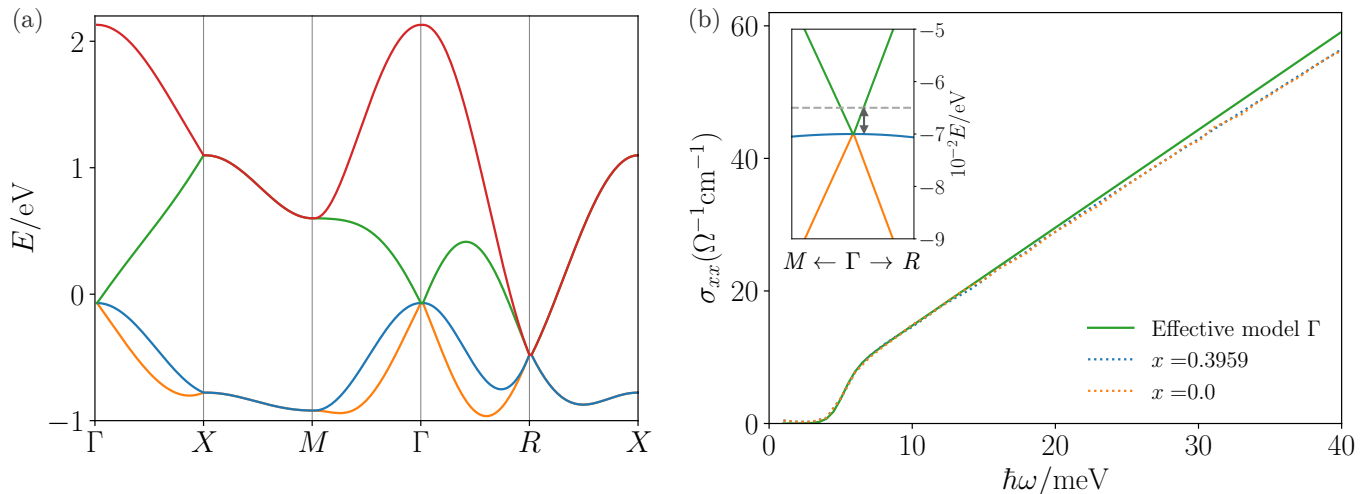 (a)
E/eV
2
1
0
−1
Γ X M Γ R X
(b)
σxx(Ω−1cm−1)
60
40
20
0
0 10 20 30 40
ħω/meV
−5
−6
−7
−8
−9
10−2E/eV
M ← Γ → R
Effective model Γ
x =0.3959
x =0.0